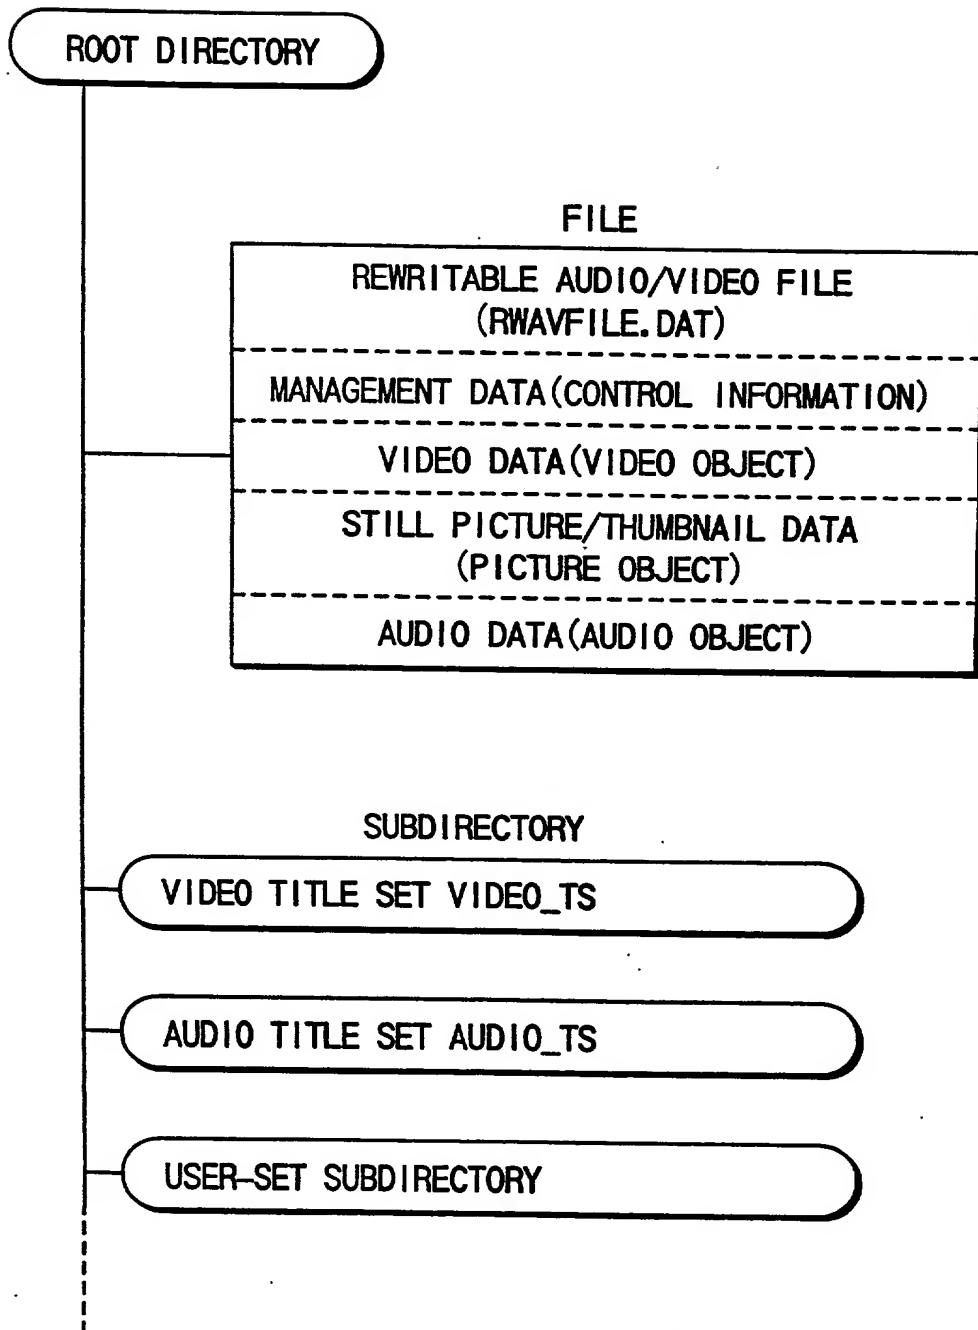 ROOT DIRECTORY
FILE
REWRITABLE AUDIO/VIDEO FILE
(RWAVFILE.DAT)
MANAGEMENT DATA(CONTROL INFORMATION)
VIDEO DATA(VIDEO OBJECT)
STILL PICTURE/THUMBNAIL DATA
(PICTURE OBJECT)
AUDIO DATA(AUDIO OBJECT)
SUBDIRECTORY
VIDEO TITLE SET VIDEO_TS
AUDIO TITLE SET AUDIO_TS
USER-SET SUBDIRECTORY